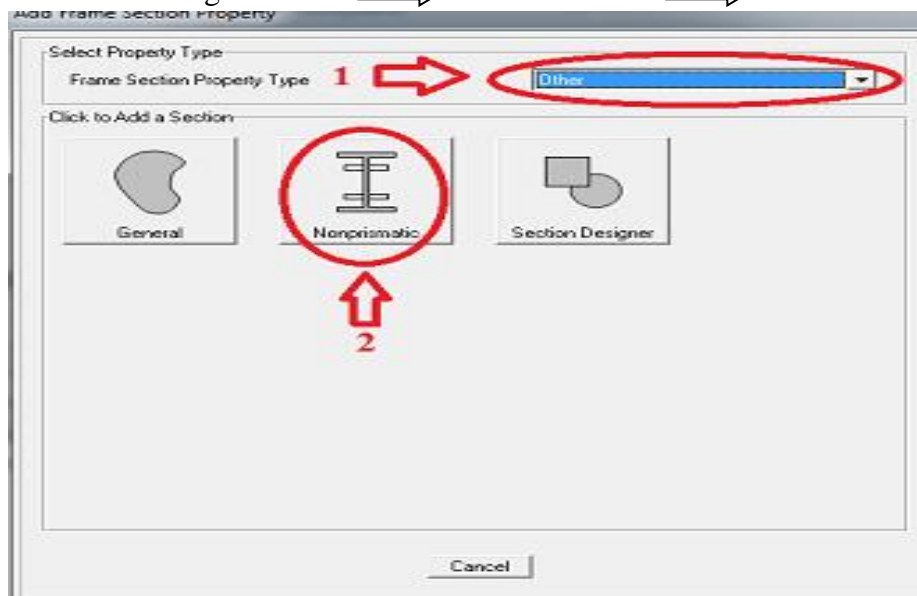 Add Frame Section Property
Select Property Type
Frame Section Property Type 1 Other
Click to Add a Section
General Nonprismatic Section Designer
2
Cancel